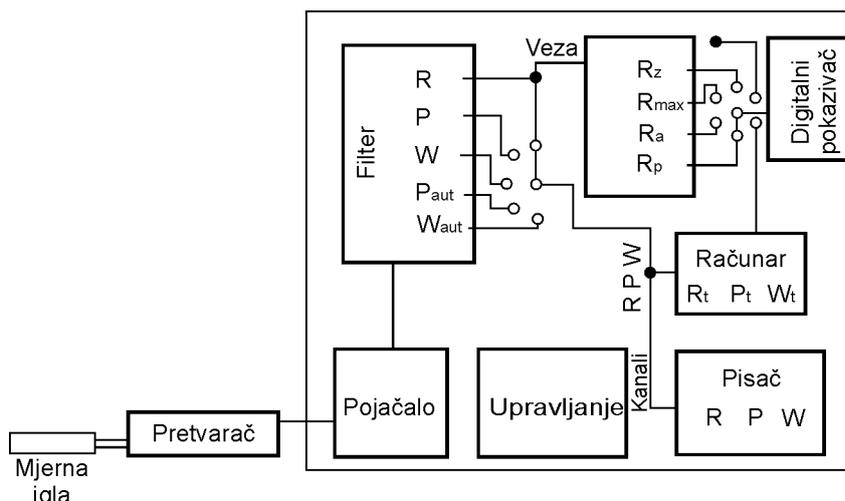 Filter
R
P
W
Paut
Waut
Veza
Rz
Rmax
Ra
Rp
Digitalni
pokazivač
R P W
Kanali
Računar
Rt Pt Wt
Pisač
R P W
Upravljanje
Pojačalo
Pretvarač
Mjerna
igla